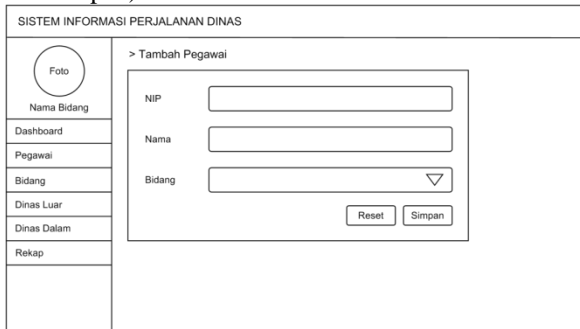 SISTEM INFORMASI PERJALANAN DINAS
Foto
Nama Bidang
Dashboard
Pegawai
Bidang
Dinas Luar
Dinas Dalam
Rekap
> Tambah Pegawai
NIP
Nama
Bidang
Reset Simpan